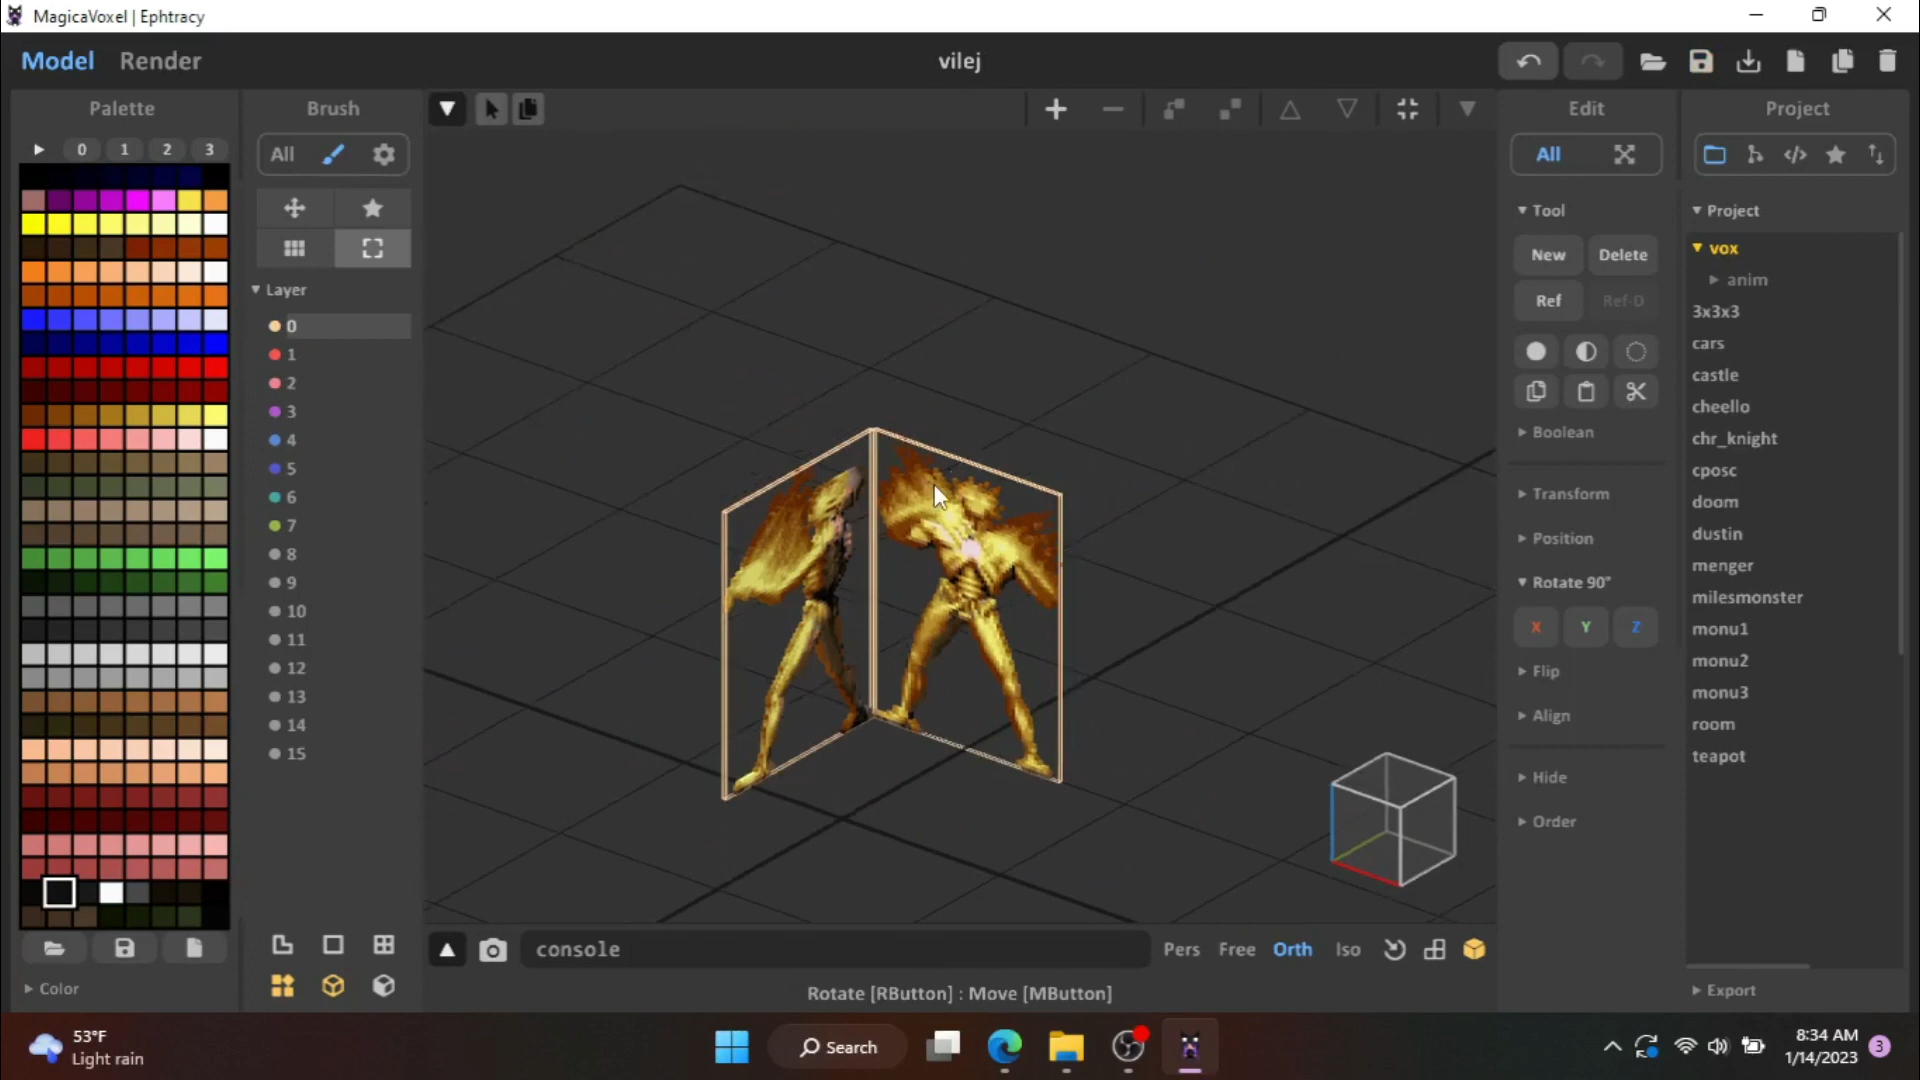 MagicaVoxel | Ephtracy
Model Render
vilej
Palette
0 1 2 3
Color
Brush
All
Layer
0
1
2
3
4
5
6
7
8
9
10
11
12
13
14
15
console
Pers Free Orth Iso
Rotate [RButton] : Move [MButton]
Edit
All
Tool
New Delete
Ref Ref-D
Boolean
Transform
Position
Rotate 90°
X Y Z
Flip
Align
Hide
Order
Project
Project
vox
anim
3x3x3
cars
castle
cheello
chr_knight
cposc
doom
dustin
menger
milesmonster
monu1
monu2
monu3
room
teapot
Export
53°F
Light rain
Search
8:34 AM
1/14/2023
3